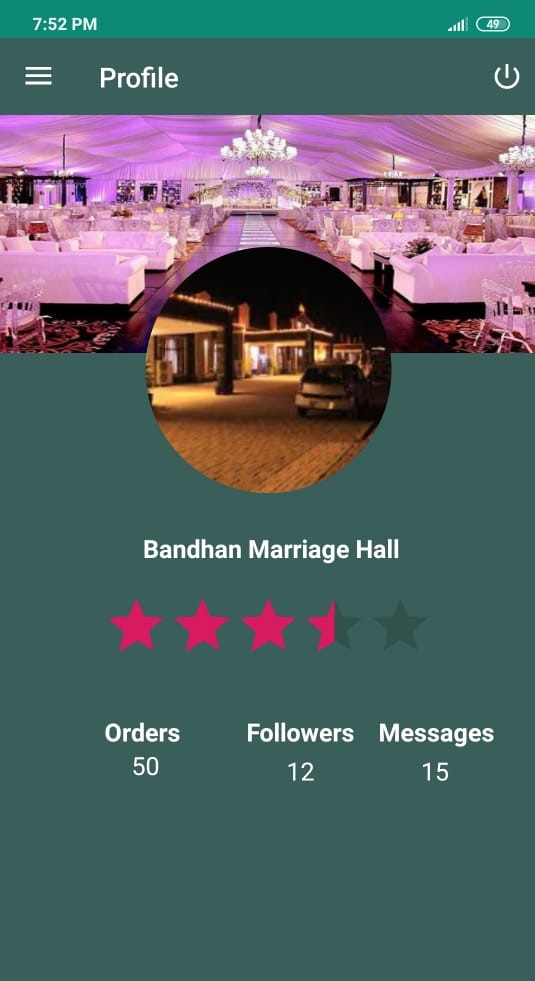 7:52 PM 49
Profile
Bandhan Marriage Hall
Orders Followers Messages
50 12 15